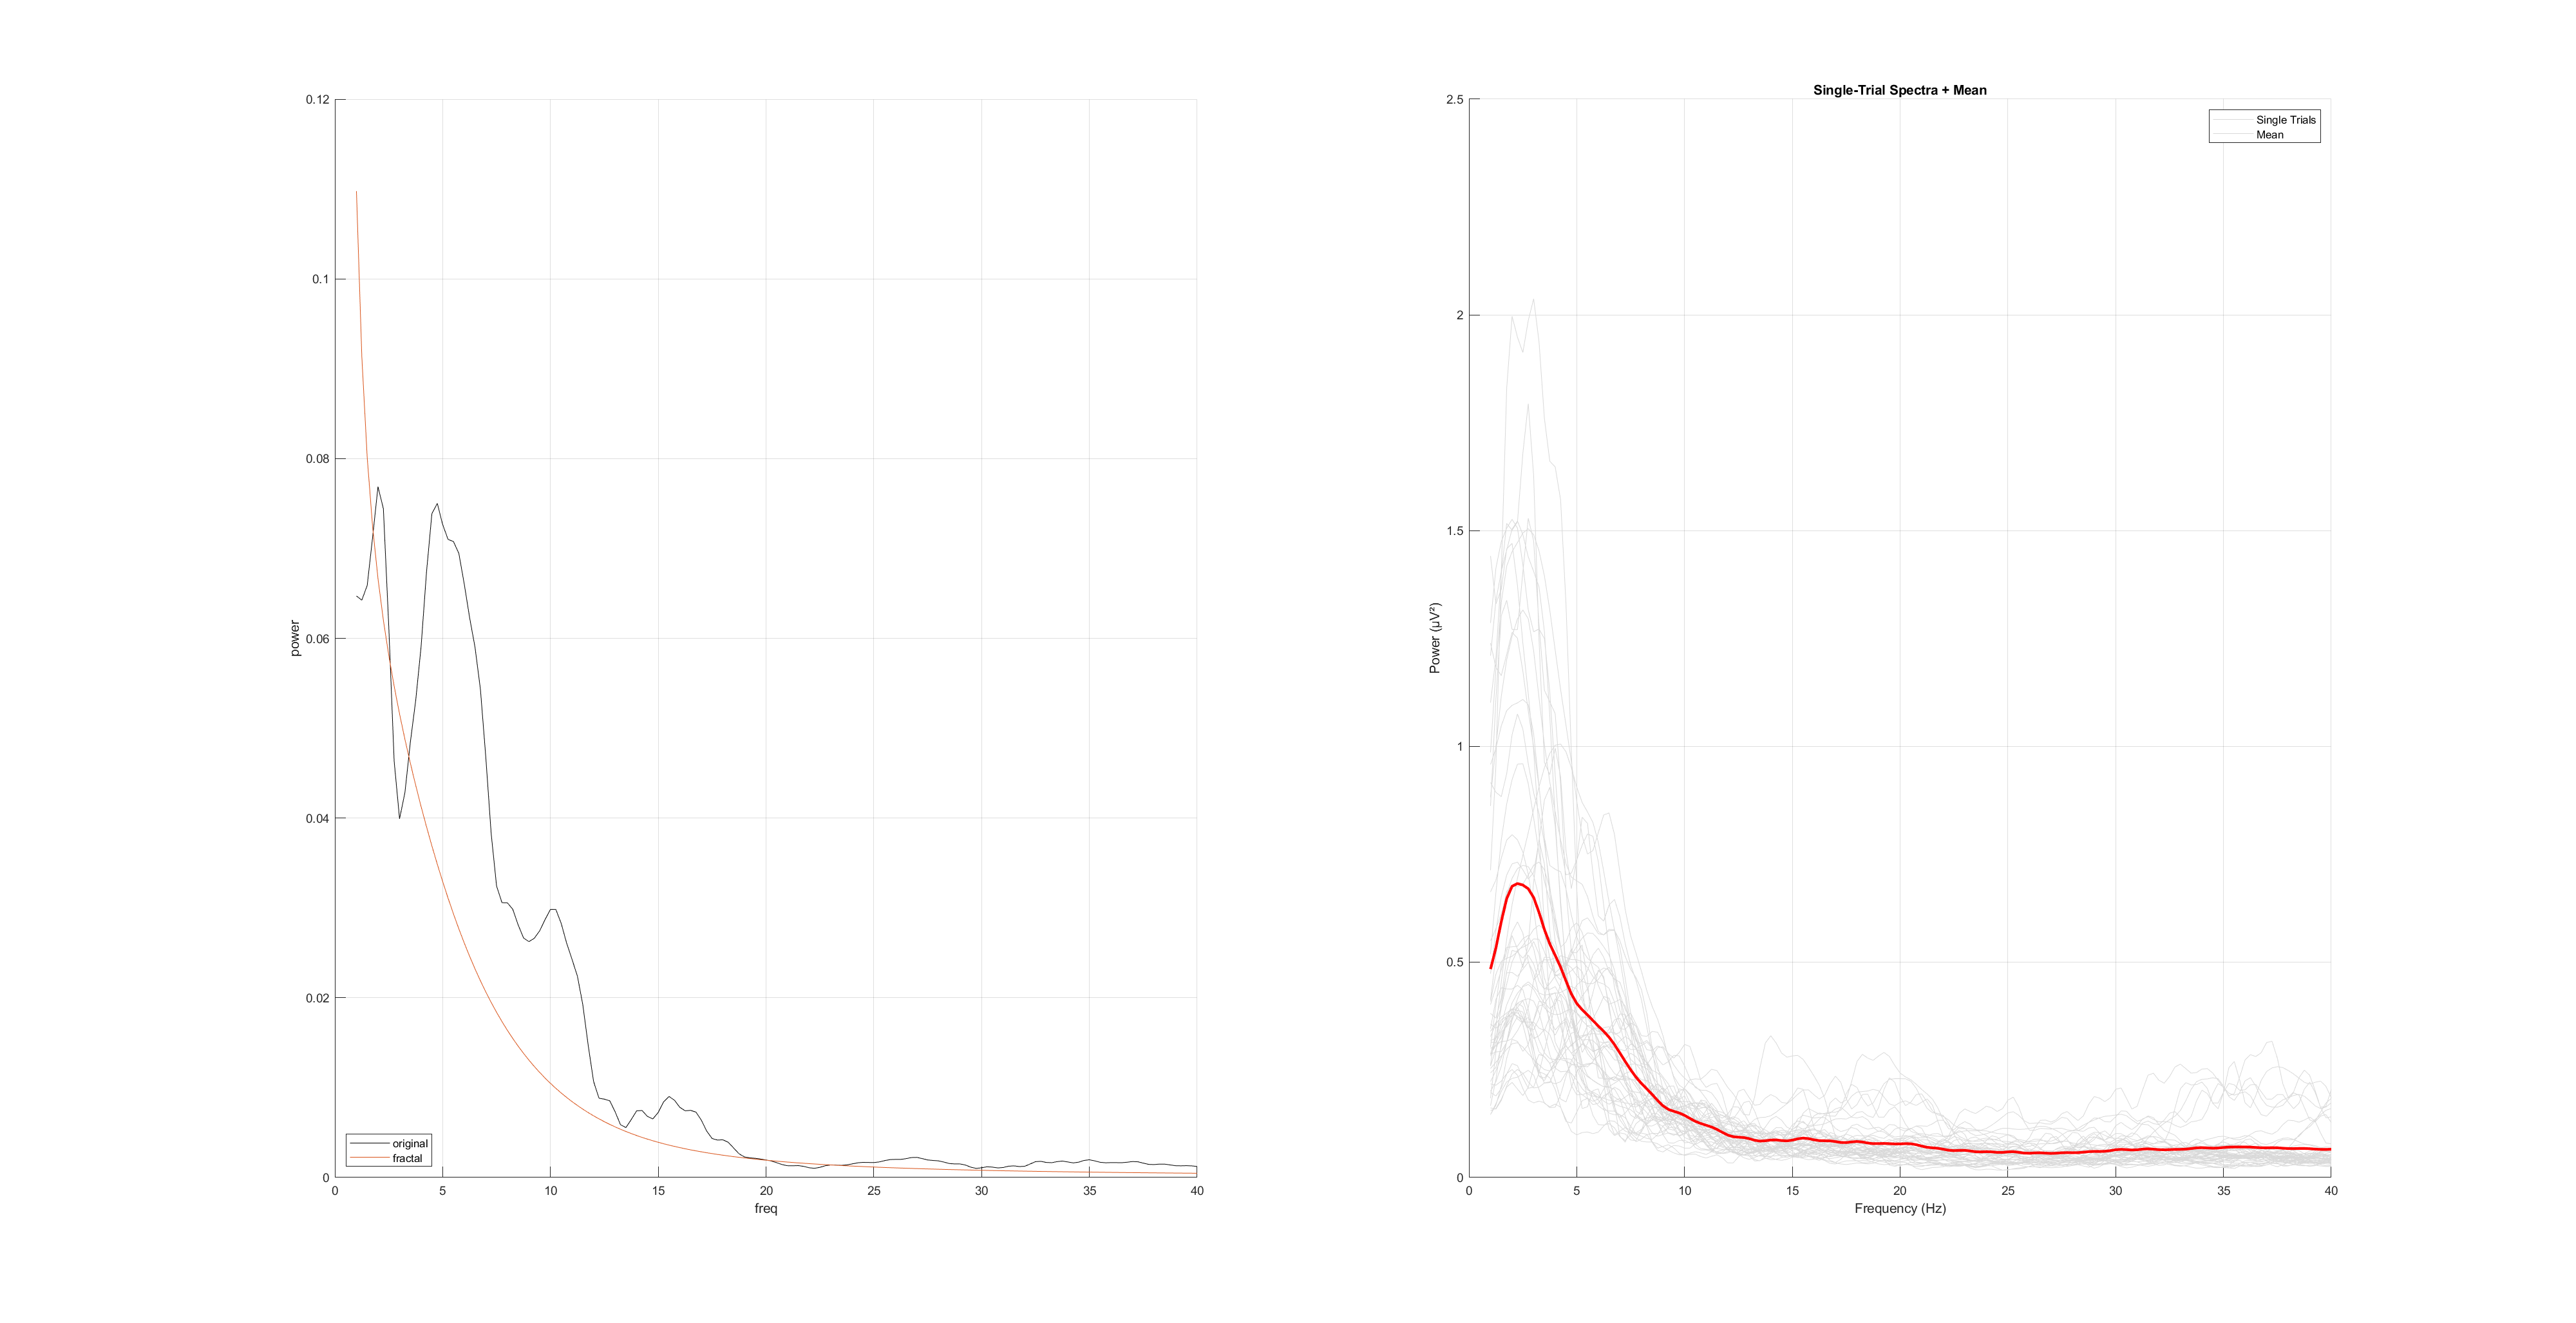 0.12
0.1
0.08
0.06
0.04
0.02
0
power
original
fractal
0 5 10 15 20 25 30 35 40
freq
Single-Trial Spectra + Mean
Single Trials
Mean
2.5
2
1.5
1
0.5
0
Power (µV²)
0 5 10 15 20 25 30 35 40
Frequency (Hz)